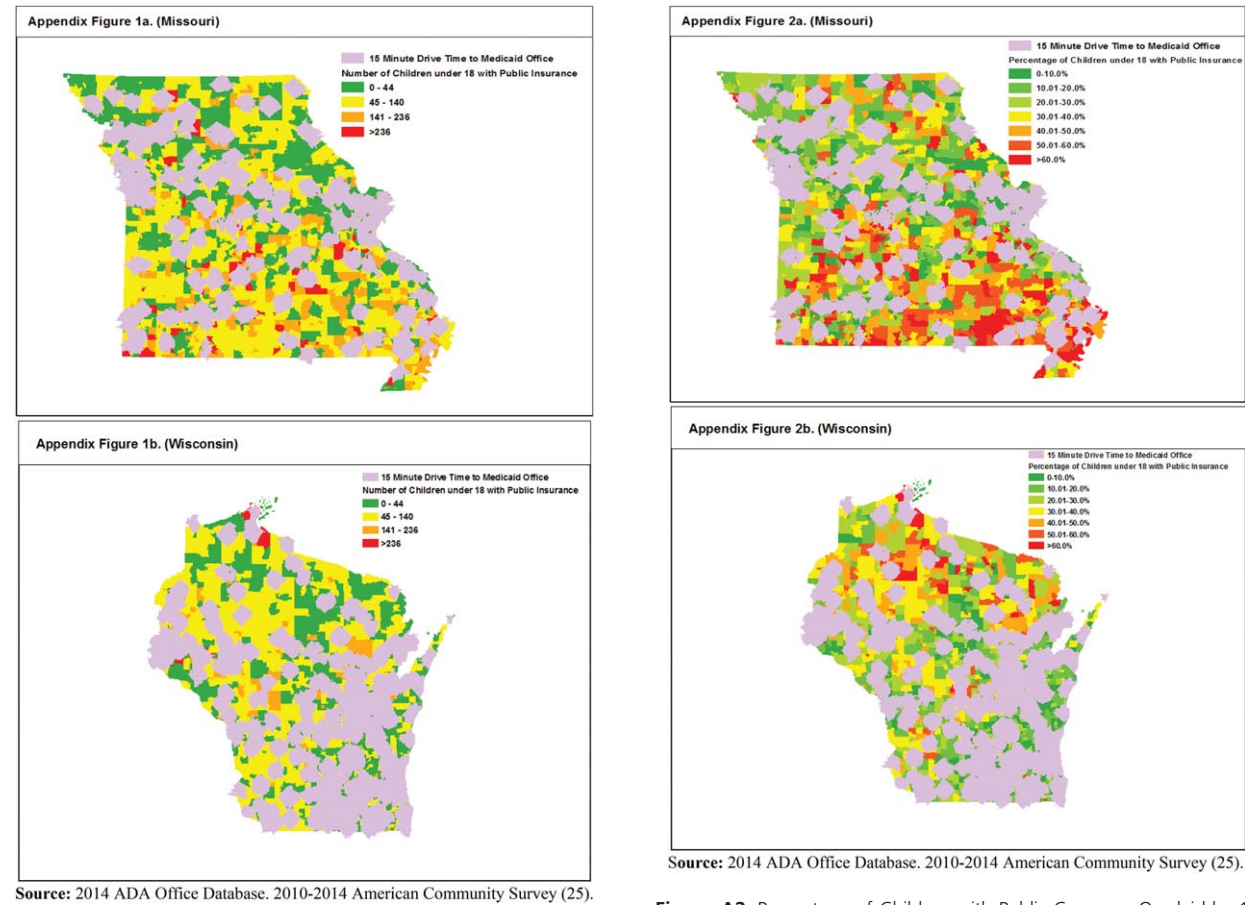 Appendix Figure 1a. (Missouri)
15 Minute Drive Time to Medicaid Office
Number of Children under 18 with Public Insurance
0 - 44
45 - 140
141 - 236
>236
Appendix Figure 1b. (Wisconsin)
15 Minute Drive Time to Medicaid Office
Number of Children under 18 with Public Insurance
0 - 44
45 - 140
141 - 236
>236
Source: 2014 ADA Office Database. 2010-2014 American Community Survey (25).
Appendix Figure 2a. (Missouri)
15 Minute Drive Time to Medicaid Office
Percentage of Children under 18 with Public Insurance
0-10.0%
10.01-20.0%
20.01-30.0%
30.01-40.0%
40.01-50.0%
50.01-60.0%
>60.0%
Appendix Figure 2b. (Wisconsin)
15 Minute Drive Time to Medicaid Office
Percentage of Children under 18 with Public Insurance
0-10.0%
10.01-20.0%
20.01-30.0%
30.01-40.0%
40.01-50.0%
50.01-60.0%
>60.0%
Source: 2014 ADA Office Database. 2010-2014 American Community Survey (25).